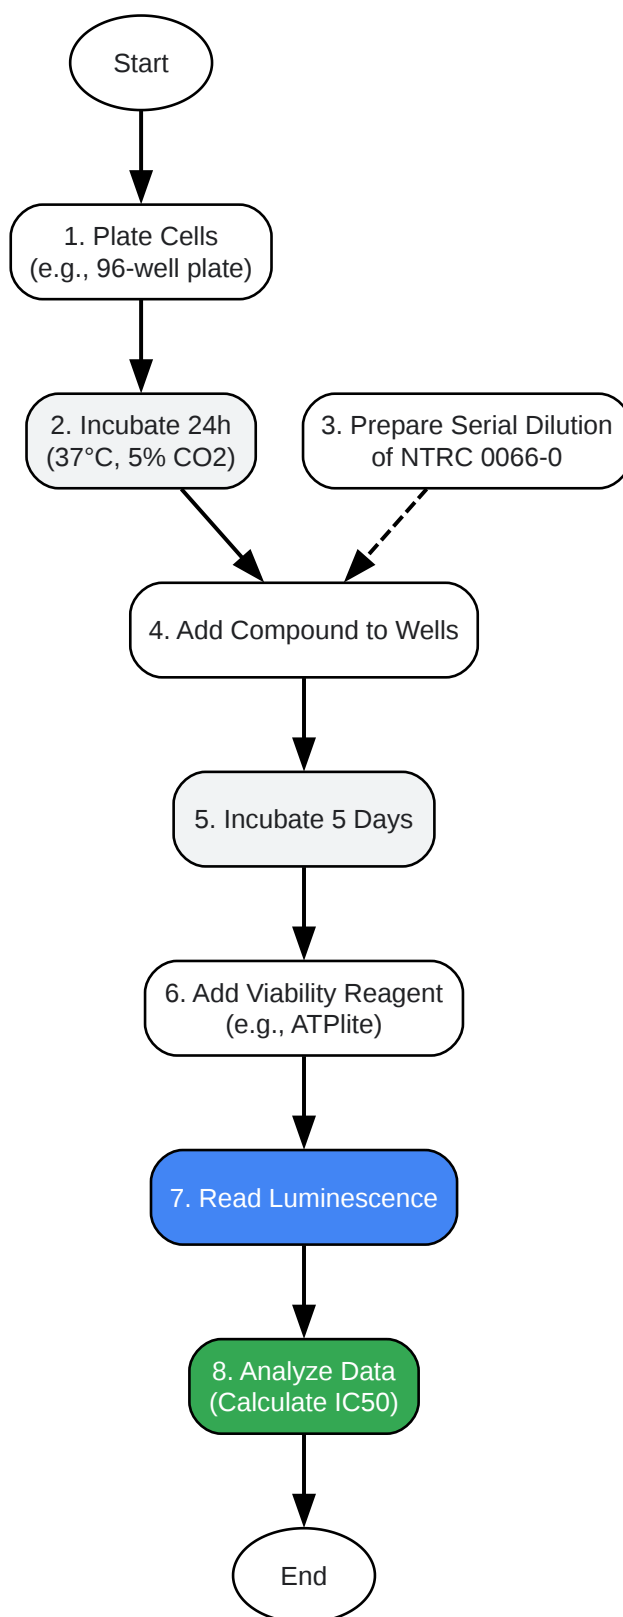 Start
1. Plate Cells
(e.g., 96-well plate)
2. Incubate 24h
(37°C, 5% CO2)
3. Prepare Serial Dilution
of NTRC 0066-0
4. Add Compound to Wells
5. Incubate 5 Days
6. Add Viability Reagent
(e.g., ATPlite)
7. Read Luminescence
8. Analyze Data
(Calculate IC50)
End